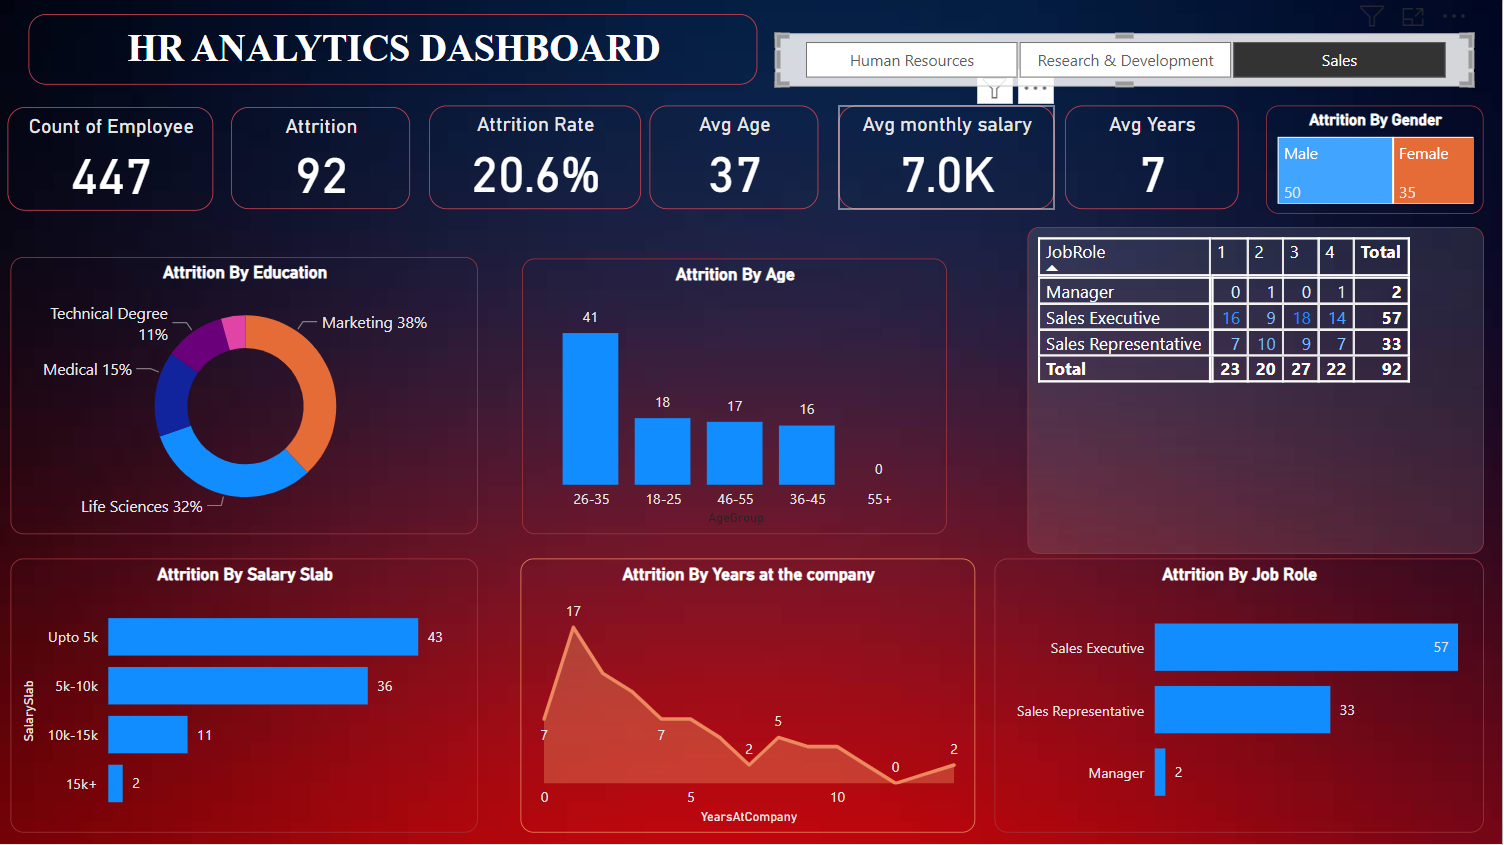 HR ANALYTICS DASHBOARD
Human Resources
Research & Development
Sales
Count of Employee
447
Attrition
92
Attrition Rate
20.6%
Avg Age
37
Avg monthly salary
7.0K
Avg Years
7
Attrition By Gender
Male
Female
50
35
Attrition By Education
Technical Degree
11%
Marketing 38%
Medical 15%
Life Sciences 32%
Attrition By Age
41
18
17
16
0
26-35
18-25
46-55
36-45
55+
AgeGroup
JobRole 1 2 3 4 Total
Manager 0 1 0 1 2
Sales Executive 16 9 18 14 57
Sales Representative 7 10 9 7 33
Total 23 20 27 22 92
Attrition By Salary Slab
SalarySlab
Upto 5k 43
5k-10k 36
10k-15k 11
15k+ 2
Attrition By Years at the company
17
7
7
2
5
0
2
0
5
10
YearsAtCompany
Attrition By Job Role
Sales Executive 57
Sales Representative 33
Manager 2